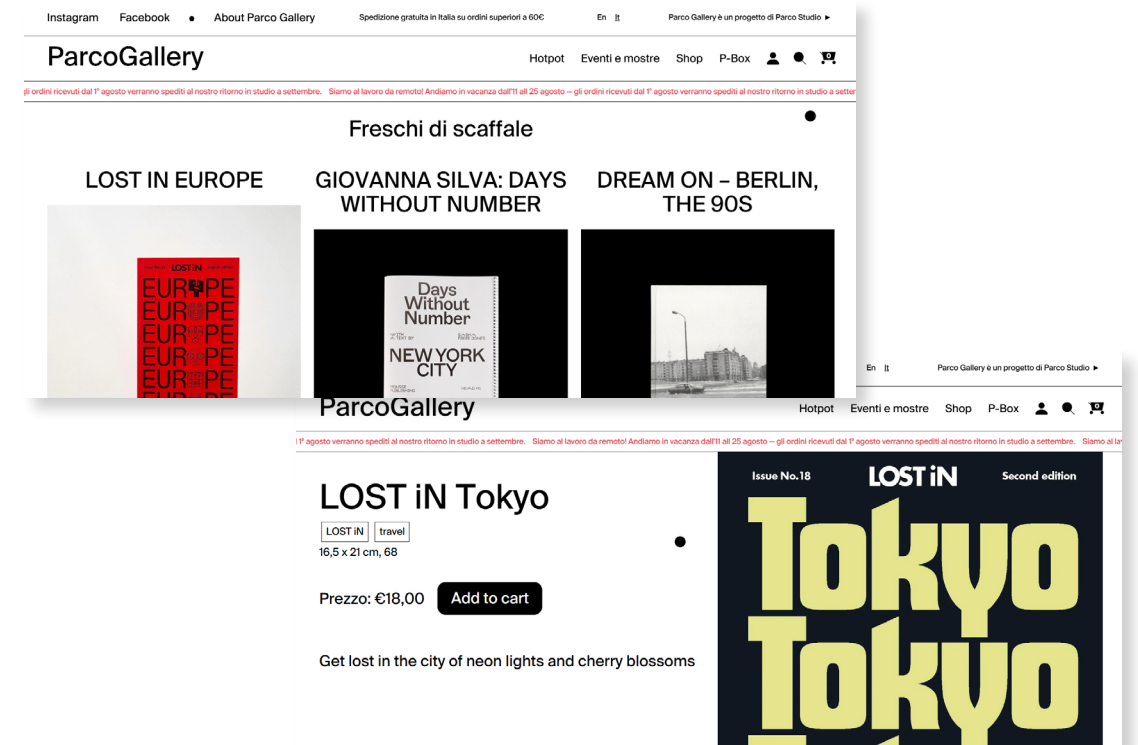 Instagram Facebook ● About Parco Gallery Spedizione gratuita in Italia su ordini superiori a 60€ En It Parco Gallery è un progetto di Parco Studio ►
ParcoGallery Hotpot Eventi e mostre Shop P-Box 0
gli ordini ricevuti dal 1° agosto verranno spediti al nostro ritorno in studio a settembre. Siamo al lavoro da remoto! Andiamo in vacanza dall'11 al 25 agosto — gli ordini ricevuti dal 1° agosto verranno spediti al nostro ritorno in studio a
Freschi di scaffale
LOST IN EUROPE
GIOVANNA SILVA: DAYS
WITHOUT NUMBER
DREAM ON – BERLIN,
THE 90S
LOST iN
EUROPE
EUROPE
EUROPE
EUROPE
EUROPE
EUROPE
Days
Without
Number
NEW YORK
CITY
En It Parco Gallery è un progetto di Parco Studio ►
ParcoGallery Hotpot Eventi e mostre Shop P-Box 0
1° agosto verranno spediti al nostro ritorno in studio a settembre. Siamo al lavoro da remoto! Andiamo in vacanza dall'11 al 25 agosto — gli ordini ricevuti dal 1° agosto verranno spediti al nostro ritorno in studio a settembre. Siamo al
LOST iN Tokyo
LOST iN travel
16,5 x 21 cm, 68
Prezzo: €18,00 Add to cart
Get lost in the city of neon lights and cherry blossoms
Issue No.18 LOST iN Second edition
Tokyo
Tokyo